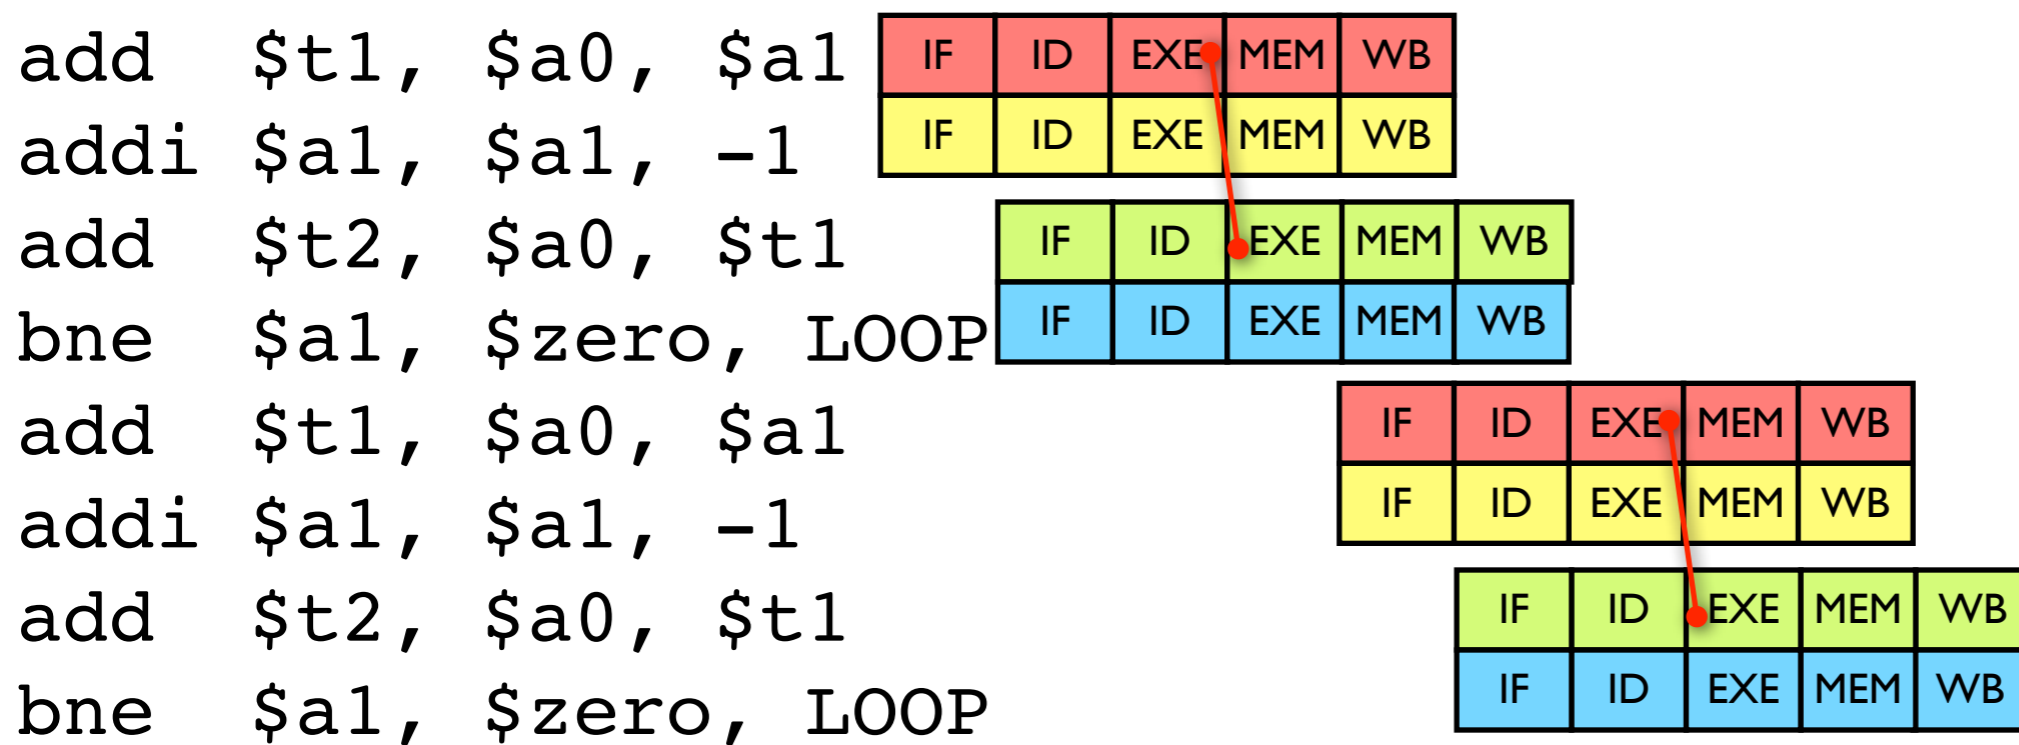 add $t1, $a0, $a1 IF ID EXE MEM WB
addi $a1, $a1, -1 IF ID EXE MEM WB
add $t2, $a0, $t1 IF ID EXE MEM WB
bne $a1, $zero, LOOP IF ID EXE MEM WB
add $t1, $a0, $a1 IF ID EXE MEM WB
addi $a1, $a1, -1 IF ID EXE MEM WB
add $t2, $a0, $t1 IF ID EXE MEM WB
bne $a1, $zero, LOOP IF ID EXE MEM WB